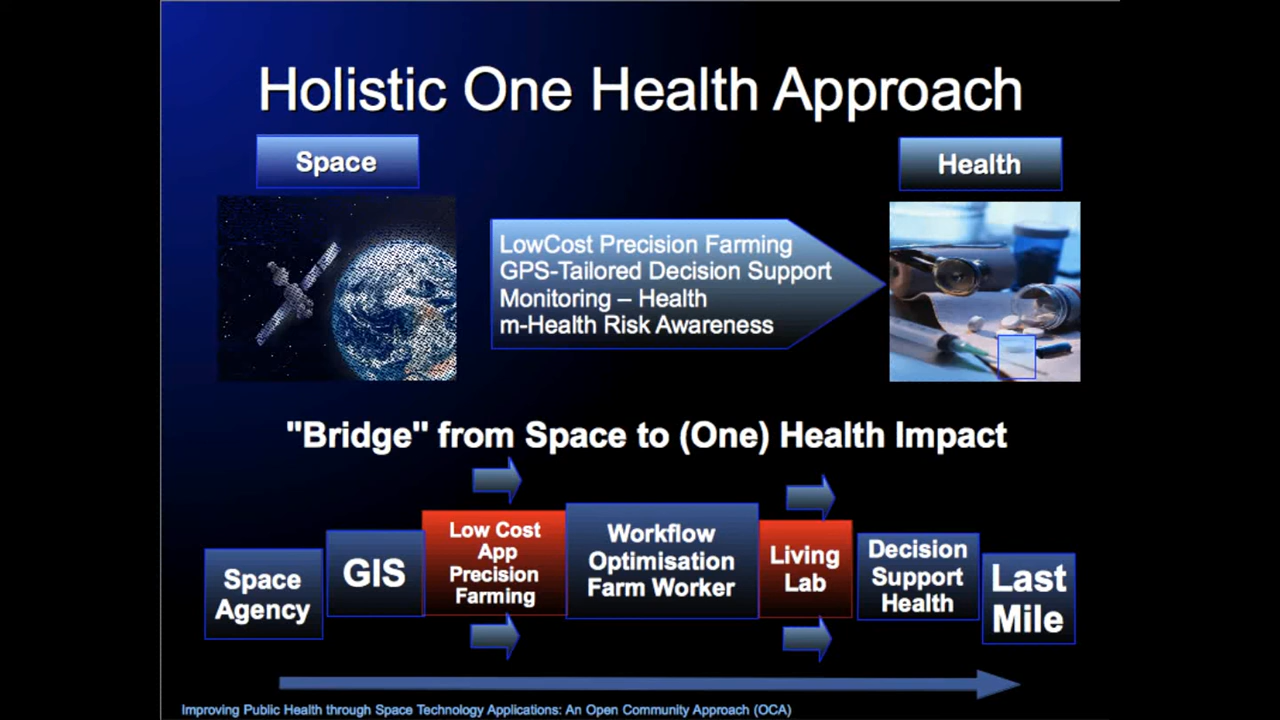 Holistic One Health Approach
Space
Health
LowCost Precision Farming
GPS-Tailored Decision Support
Monitoring – Health
m-Health Risk Awareness
"Bridge" from Space to (One) Health Impact
Space
Agency
GIS
Low Cost
App
Precision
Farming
Workflow
Optimisation
Farm Worker
Living
Lab
Decision
Support
Health
Last
Mile
Improving Public Health through Space Technology Applications: An Open Community Approach (OCA)